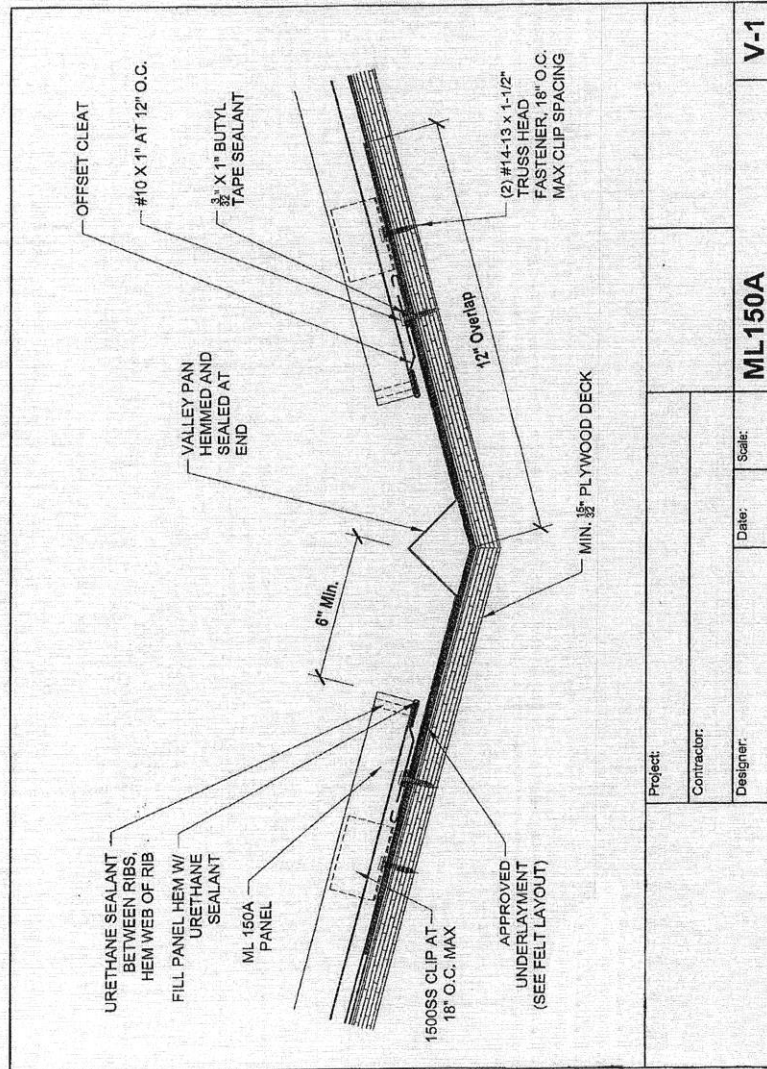 OFFSET CLEAT
#10 X 1" AT 12" O.C.
3/32" X 1" BUTYL
TAPE SEALANT
VALLEY PAN
HEMMED AND
SEALED AT
END
(2) #14-13 x 1-1/2"
TRUSS HEAD
FASTENER, 18" O.C.
MAX CLIP SPACING
12" Overlap
6" Min.
MIN. 15/32" PLYWOOD DECK
URETHANE SEALANT
BETWEEN RIBS,
HEM WEB OF RIB
FILL PANEL HEM W/
URETHANE
SEALANT
ML 150A
PANEL
1500SS CLIP AT
18" O.C. MAX
APPROVED
UNDERLAYMENT
(SEE FELT LAYOUT)
Project:
Contractor:
Designer:
Date:
Scale:
ML150A
V-1